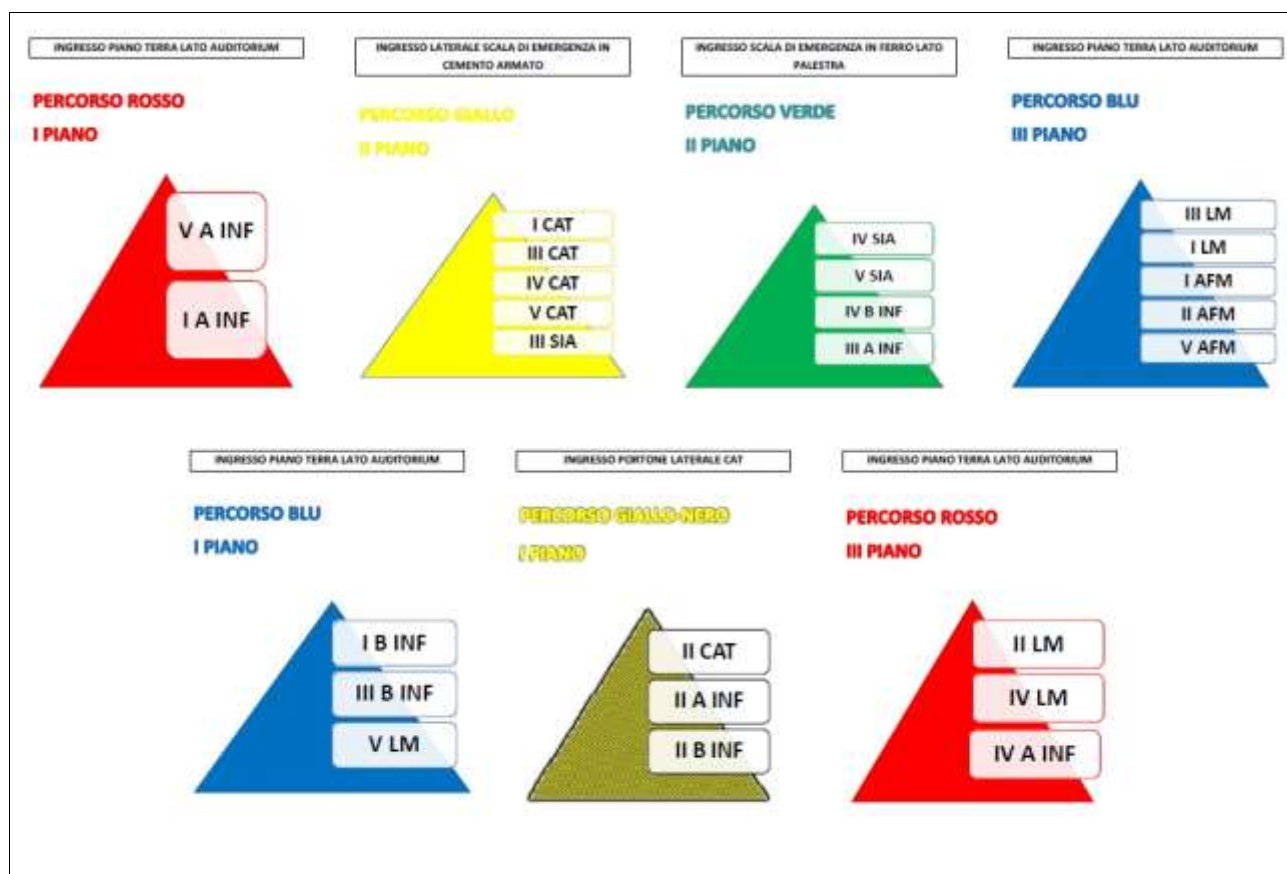 INGRESSO PIANO TERRA LATO AUDITORIUM
PERCORSO ROSSO
I PIANO
V A INF
I A INF
INGRESSO LATERALE SCALA DI EMERGENZA IN
CEMENTO ARMATO
PERCORSO GIALLO
II PIANO
I CAT
III CAT
IV CAT
V CAT
III SIA
INGRESSO SCALA DI EMERGENZA IN FERRO LATO
PALESTRA
PERCORSO VERDE
II PIANO
IV SIA
V SIA
IV B INF
III A INF
INGRESSO PIANO TERRA LATO AUDITORIUM
PERCORSO BLU
III PIANO
III LM
I LM
I AFM
II AFM
V AFM
INGRESSO PIANO TERRA LATO AUDITORIUM
PERCORSO BLU
I PIANO
I B INF
III B INF
V LM
INGRESSO PORTONE LATERALE CAT
PERCORSO GIALLO-NERO
I PIANO
II CAT
II A INF
II B INF
INGRESSO PIANO TERRA LATO AUDITORIUM
PERCORSO ROSSO
III PIANO
II LM
IV LM
IV A INF